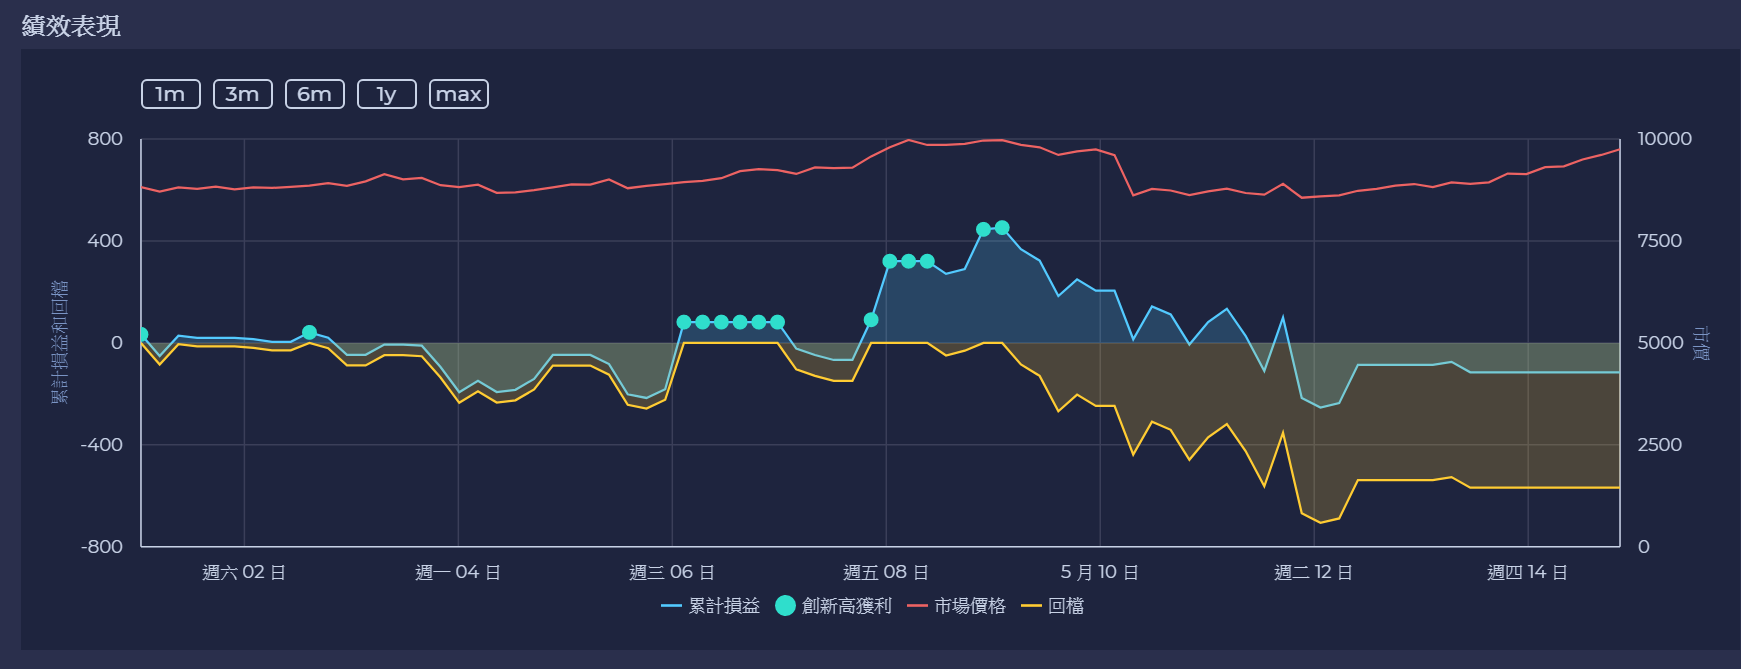 績效表現
1m 3m 6m 1y max
800
400
0
-400
-800
累計損益和回檔
10000
7500
5000
2500
0
市價
週六 02 日 週一 04 日 週三 06 日 週五 08 日 5 月 10 日 週二 12 日 週四 14 日
累計損益 創新高獲利 市場價格 回檔